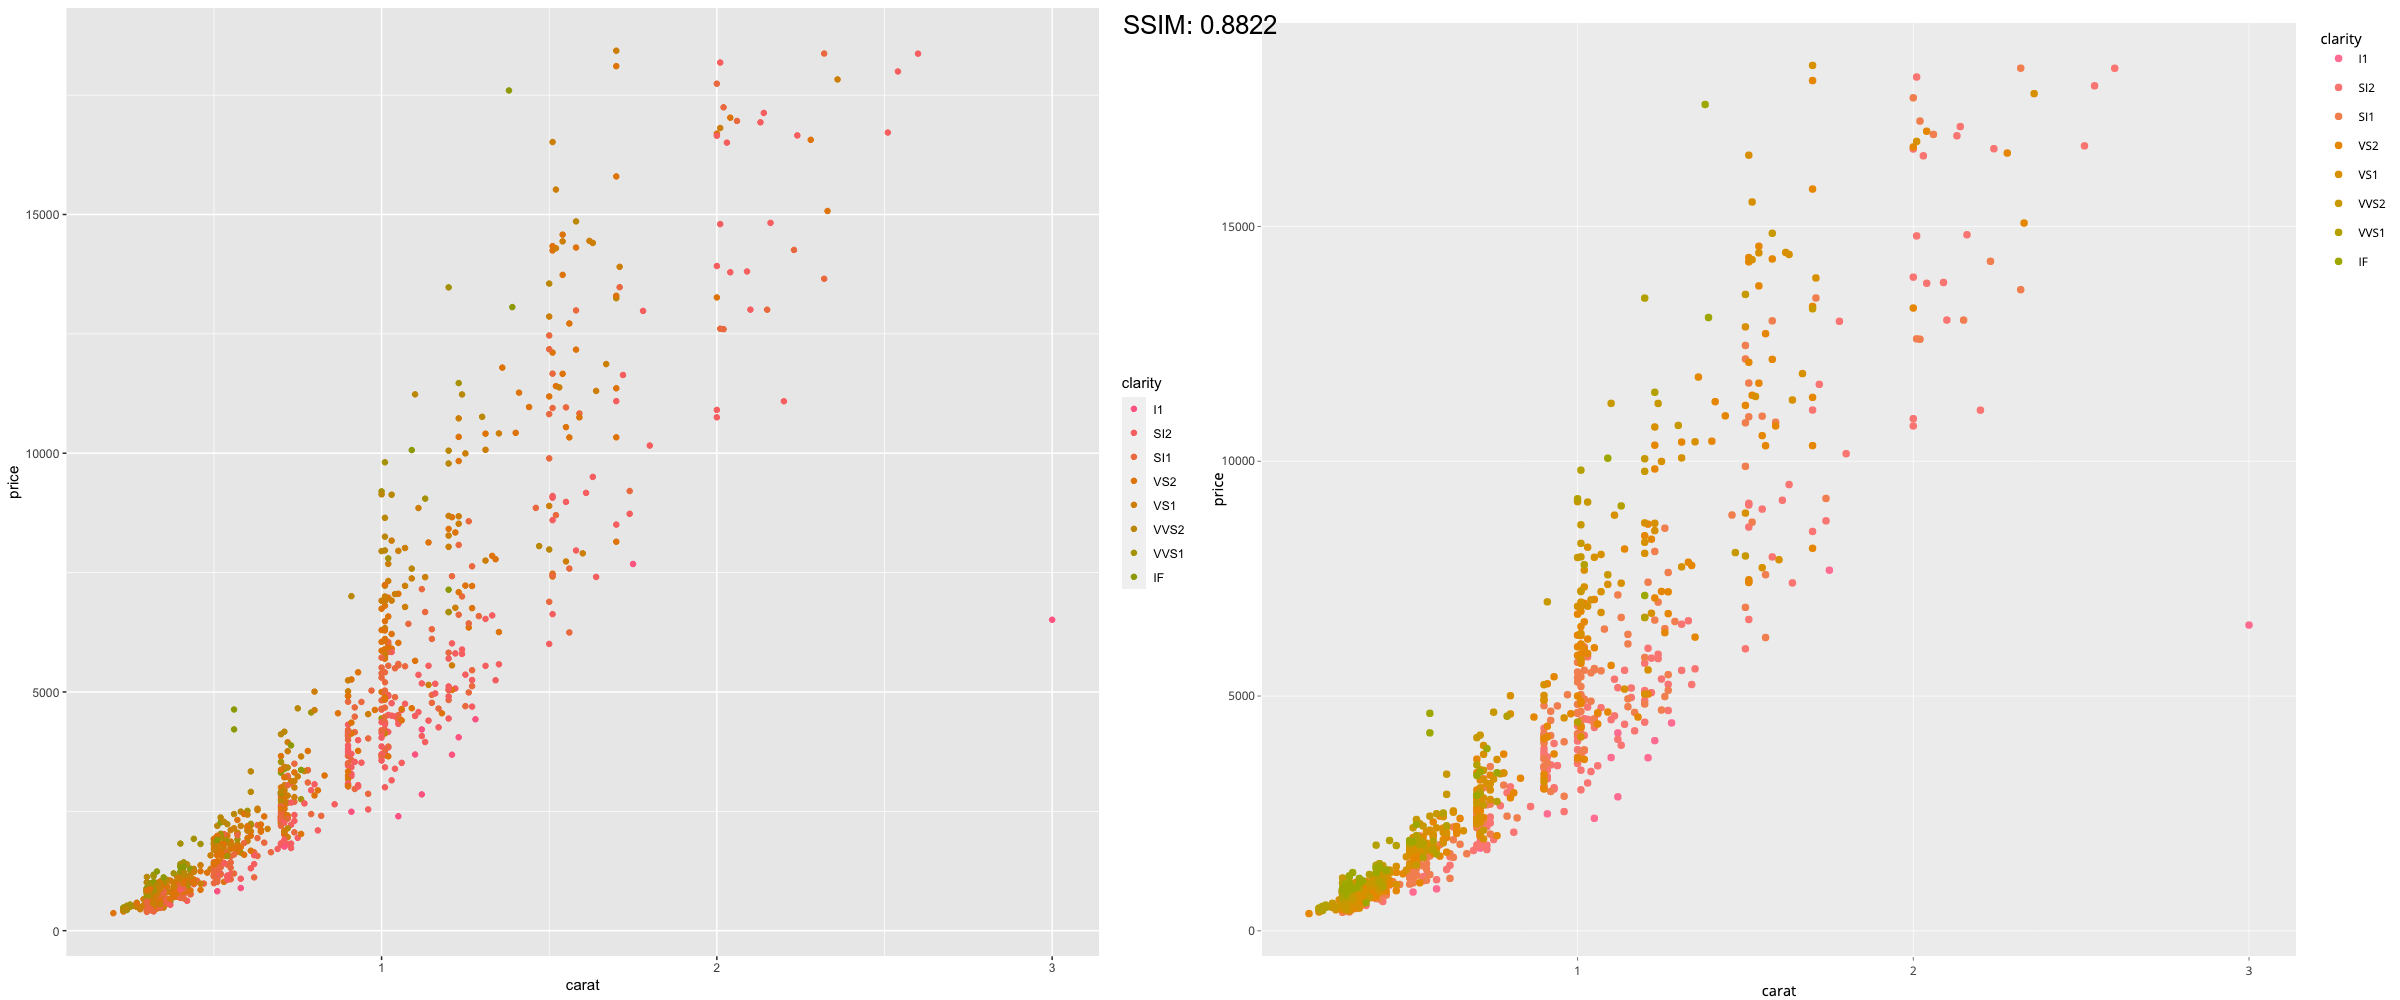 SSIM: 0.8822
price
15000
10000
5000
0
1
2
3
carat
clarity
I1
SI2
SI1
VS2
VS1
VVS2
VVS1
IF
price
15000
10000
5000
0
1
2
3
carat
clarity
I1
SI2
SI1
VS2
VS1
VVS2
VVS1
IF